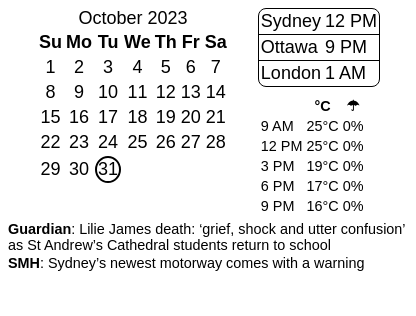 October 2023
Su Mo Tu We Th Fr Sa
1 2 3 4 5 6 7
8 9 10 11 12 13 14
15 16 17 18 19 20 21
22 23 24 25 26 27 28
29 30 31
Sydney 12 PM
Ottawa 9 PM
London 1 AM
°C ☂
9 AM 25°C 0%
12 PM 25°C 0%
3 PM 19°C 0%
6 PM 17°C 0%
9 PM 16°C 0%
Guardian: Lilie James death: ‘grief, shock and utter confusion’
as St Andrew’s Cathedral students return to school
SMH: Sydney’s newest motorway comes with a warning